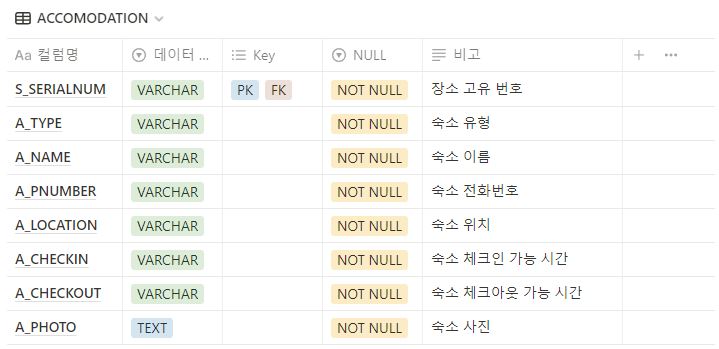 ACCOMODATION
Aa 컬럼명 데이터 ... Key NULL 비고
S_SERIALNUM VARCHAR PK FK NOT NULL 장소 고유 번호
A_TYPE VARCHAR NOT NULL 숙소 유형
A_NAME VARCHAR NOT NULL 숙소 이름
A_PNUMBER VARCHAR NOT NULL 숙소 전화번호
A_LOCATION VARCHAR NOT NULL 숙소 위치
A_CHECKIN VARCHAR NOT NULL 숙소 체크인 가능 시간
A_CHECKOUT VARCHAR NOT NULL 숙소 체크아웃 가능 시간
A_PHOTO TEXT NOT NULL 숙소 사진